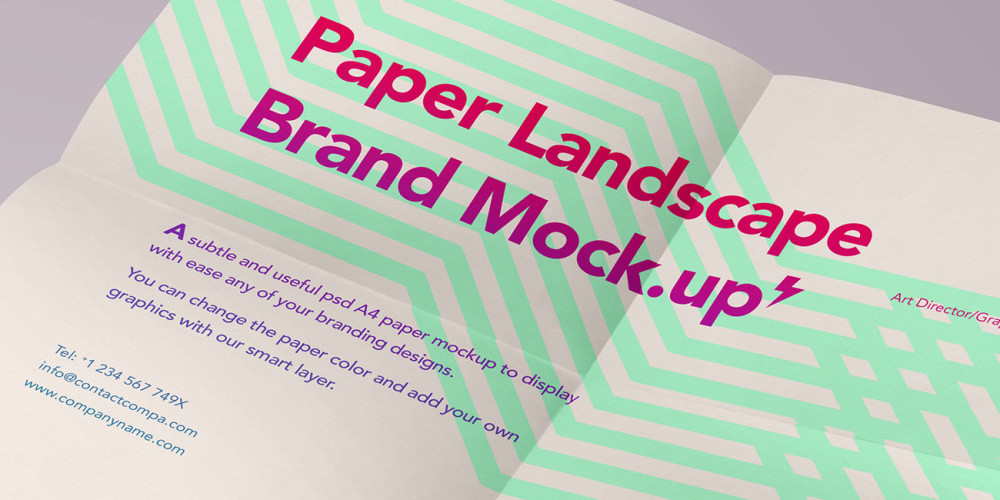 Paper Landscape
Brand Mock.up
A subtle and useful psd A4 paper mockup to display
with ease any of your branding designs.
You can change the paper color and add your own
graphics with our smart layer.
Art Director/
Tel: +1 234 567 749X
info@contactcompa.com
www.companyname.com